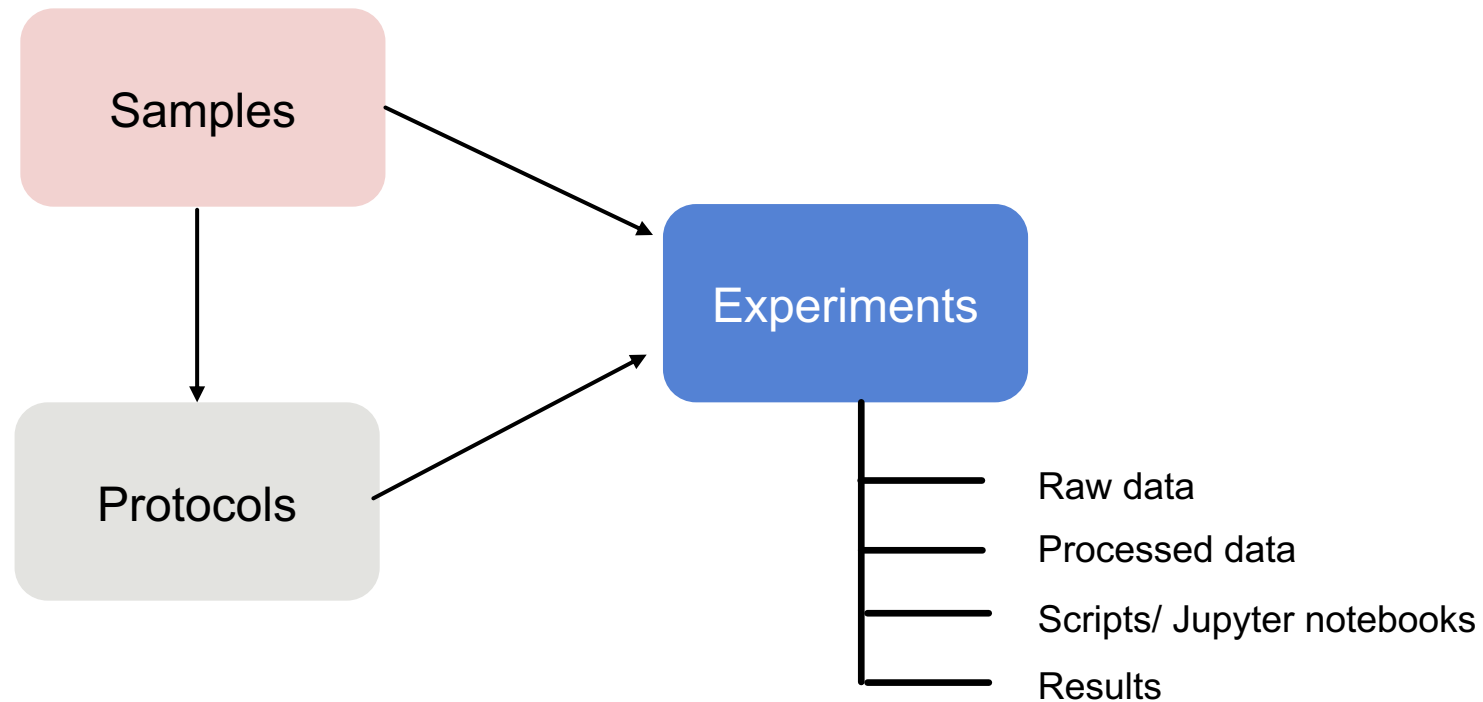 Samples
Experiments
Protocols
Raw data
Processed data
Scripts/ Jupyter notebooks
Results